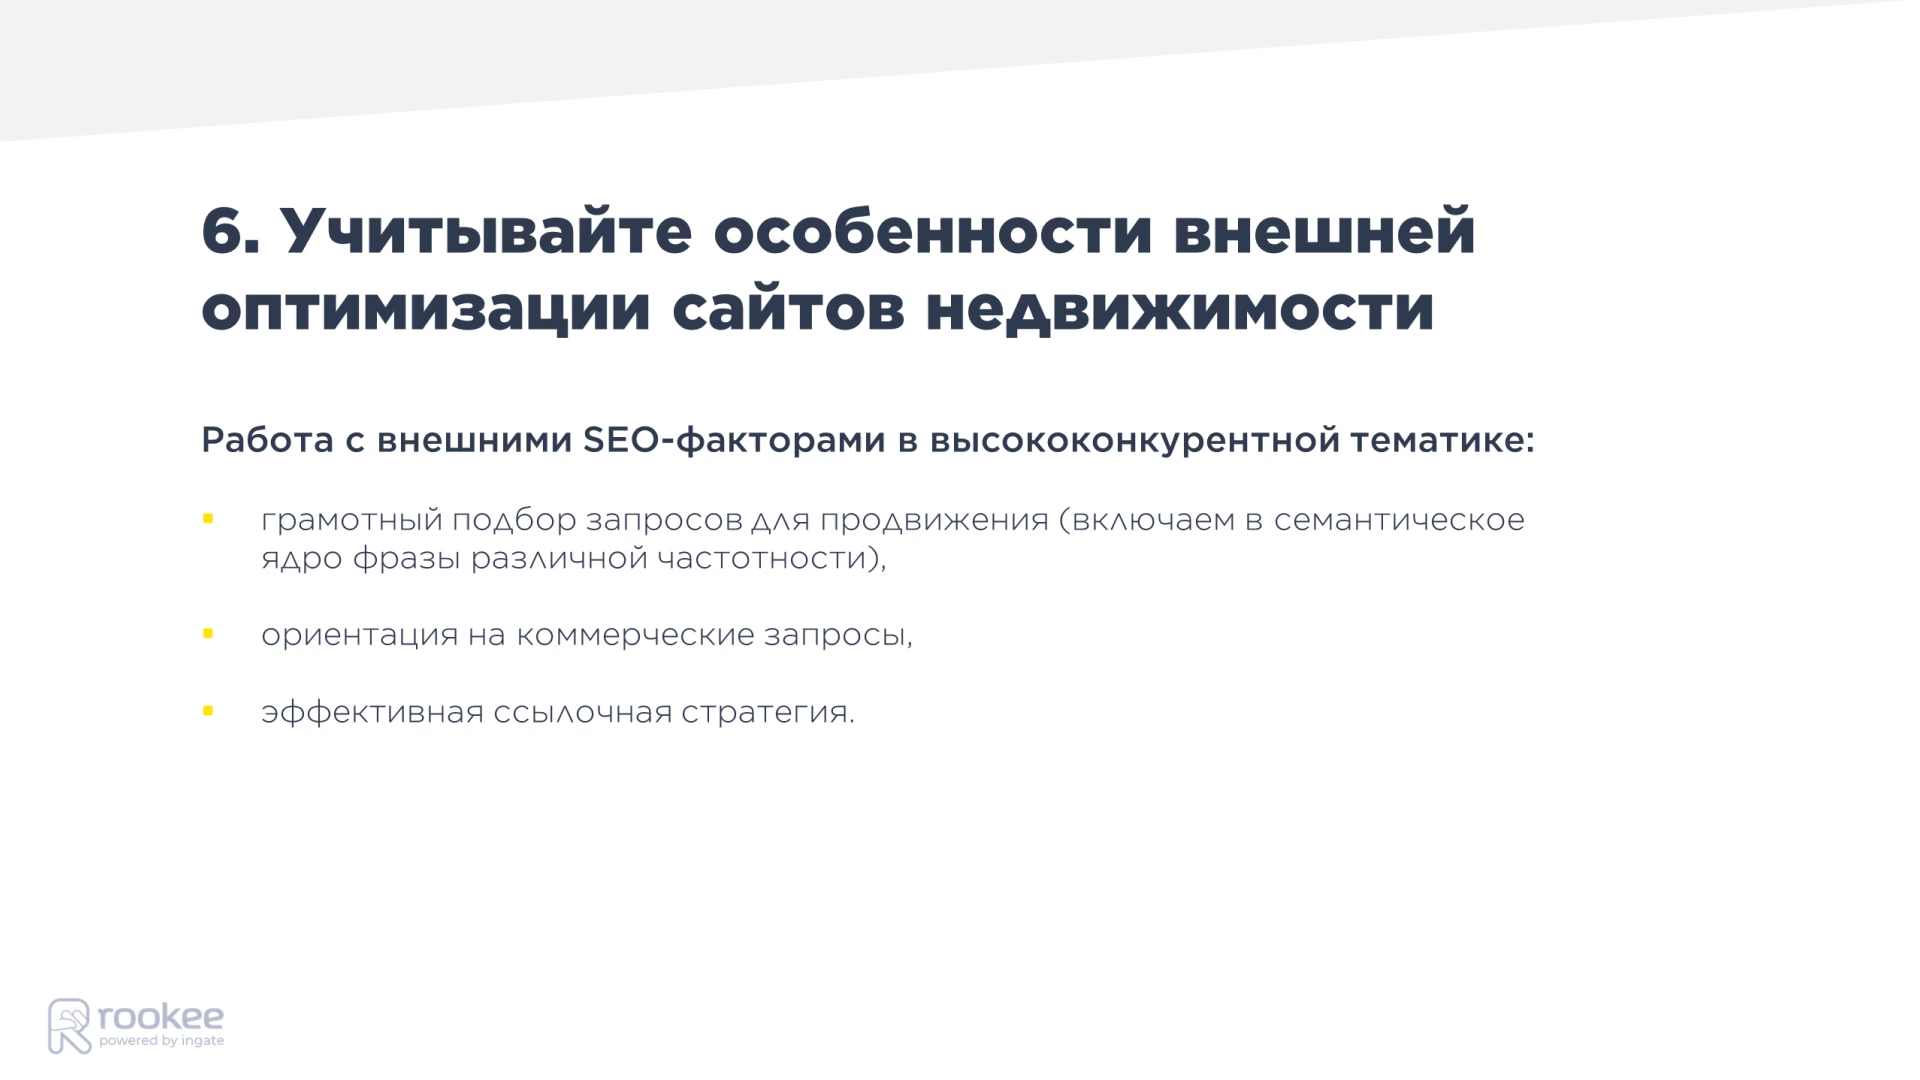 6. Учитывайте особенности внешней
оптимизации сайтов недвижимости
Работа с внешними SEO-факторами в высококонкурентной тематике:
грамотный подбор запросов для продвижения (включаем в семантическое
ядро фразы различной частотности),
ориентация на коммерческие запросы,
эффективная ссылочная стратегия.
rookee
powered by ingate